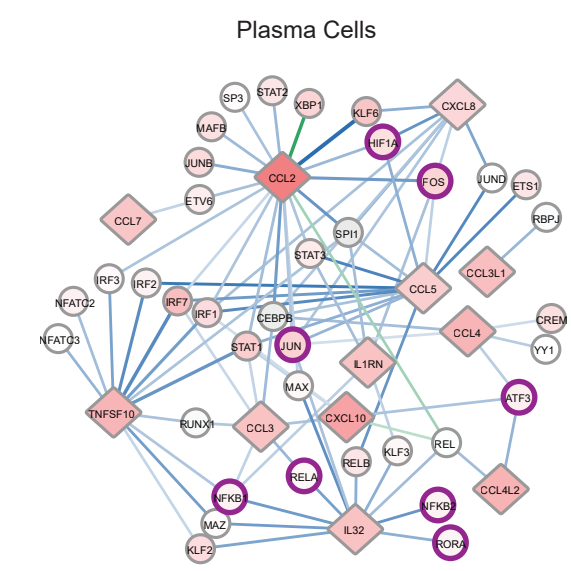 Plasma Cells
STAT2
SP3
XBP1
CXCL8
KLF6
MAFB
HIF1A
JUNB
CCL2
FOS
JUND
ETS1
ETV6
CCL7
RBPJ
SPI1
STAT3
CCL3L1
IRF3
IRF2
CCL5
NFATC2
IRF7
IRF1
CEBPB
CREM
CCL4
NFATC3
STAT1
JUN
YY1
IL1RN
MAX
ATF3
TNFSF10
CXCL10
RUNX1
CCL3
REL
KLF3
RELB
RELA
CCL4L2
NFKB1
NFKB2
MAZ
IL32
RORA
KLF2